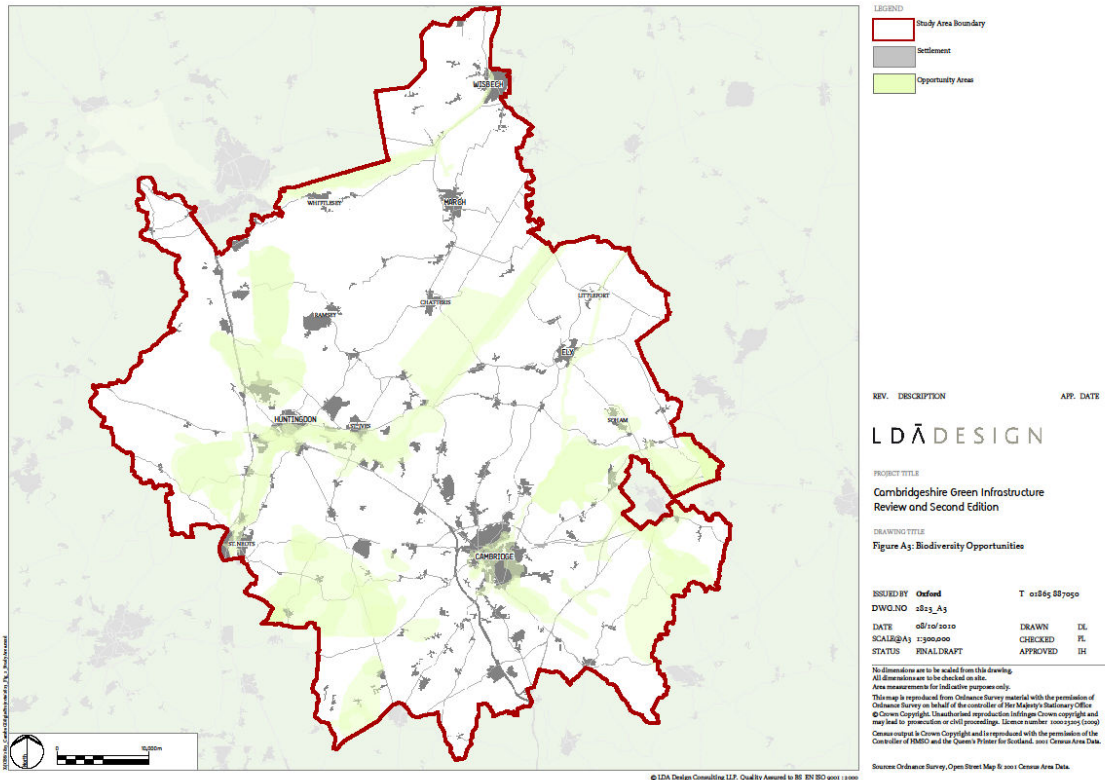 WISBECH
WHITTLESEY
MARCH
CHATTERIS
LITTLEPORT
RAMSEY
ELY
HUNTINGDON
ST.IVES
SOHAM
ST.NEOTS
CAMBRIDGE
North
0
10,000m
© LDA Design Consulting LLP. Quality Assured to BS EN ISO 9001 : 2000
LEGEND
Study Area Boundary
Settlement
Opportunity Areas
REV. DESCRIPTION APP. DATE
LDĀDESIGN
PROJECT TITLE
Cambridgeshire Green Infrastructure
Review and Second Edition
DRAWING TITLE
Figure A3: Biodiversity Opportunities
ISSUED BY Oxford T 01865 887050
DWG.NO 2823_A3
DATE 08/10/2010 DRAWN DL
SCALE@A3 1:300,000 CHECKED PL
STATUS FINAL DRAFT APPROVED IH
No dimensions are to be scaled from this drawing.
All dimensions are to be checked on site.
Area measurements for indicative purposes only.
This map is reproduced from Ordnance Survey material with the permission of
Ordnance Survey on behalf of the controller of Her Majesty's Stationary Office
© Crown Copyright. Unauthorised reproduction infringes Crown copyright and
may lead to prosecution or civil proceedings. Licence number 100023205 (2009)
Census output is Crown Copyright and is reproduced with the permission of the
Controller of HMSO and the Queen's Printer for Scotland. 2001 Census Area Data.
Sources: Ordnance Survey, Open Street Map & 2001 Census Area Data.